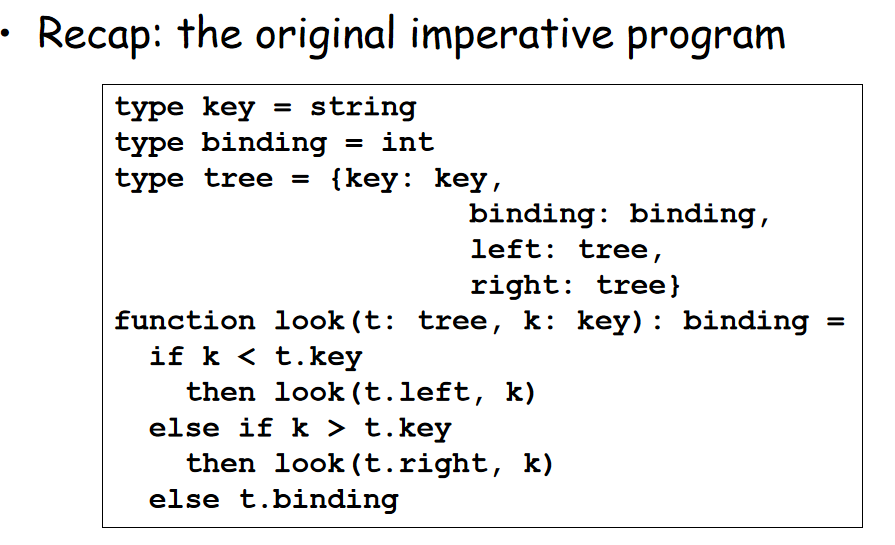 • Recap: the original imperative program
type key = string
type binding = int
type tree = {key: key,
binding: binding,
left: tree,
right: tree}
function look(t: tree, k: key): binding =
if k < t.key
then look(t.left, k)
else if k > t.key
then look(t.right, k)
else t.binding